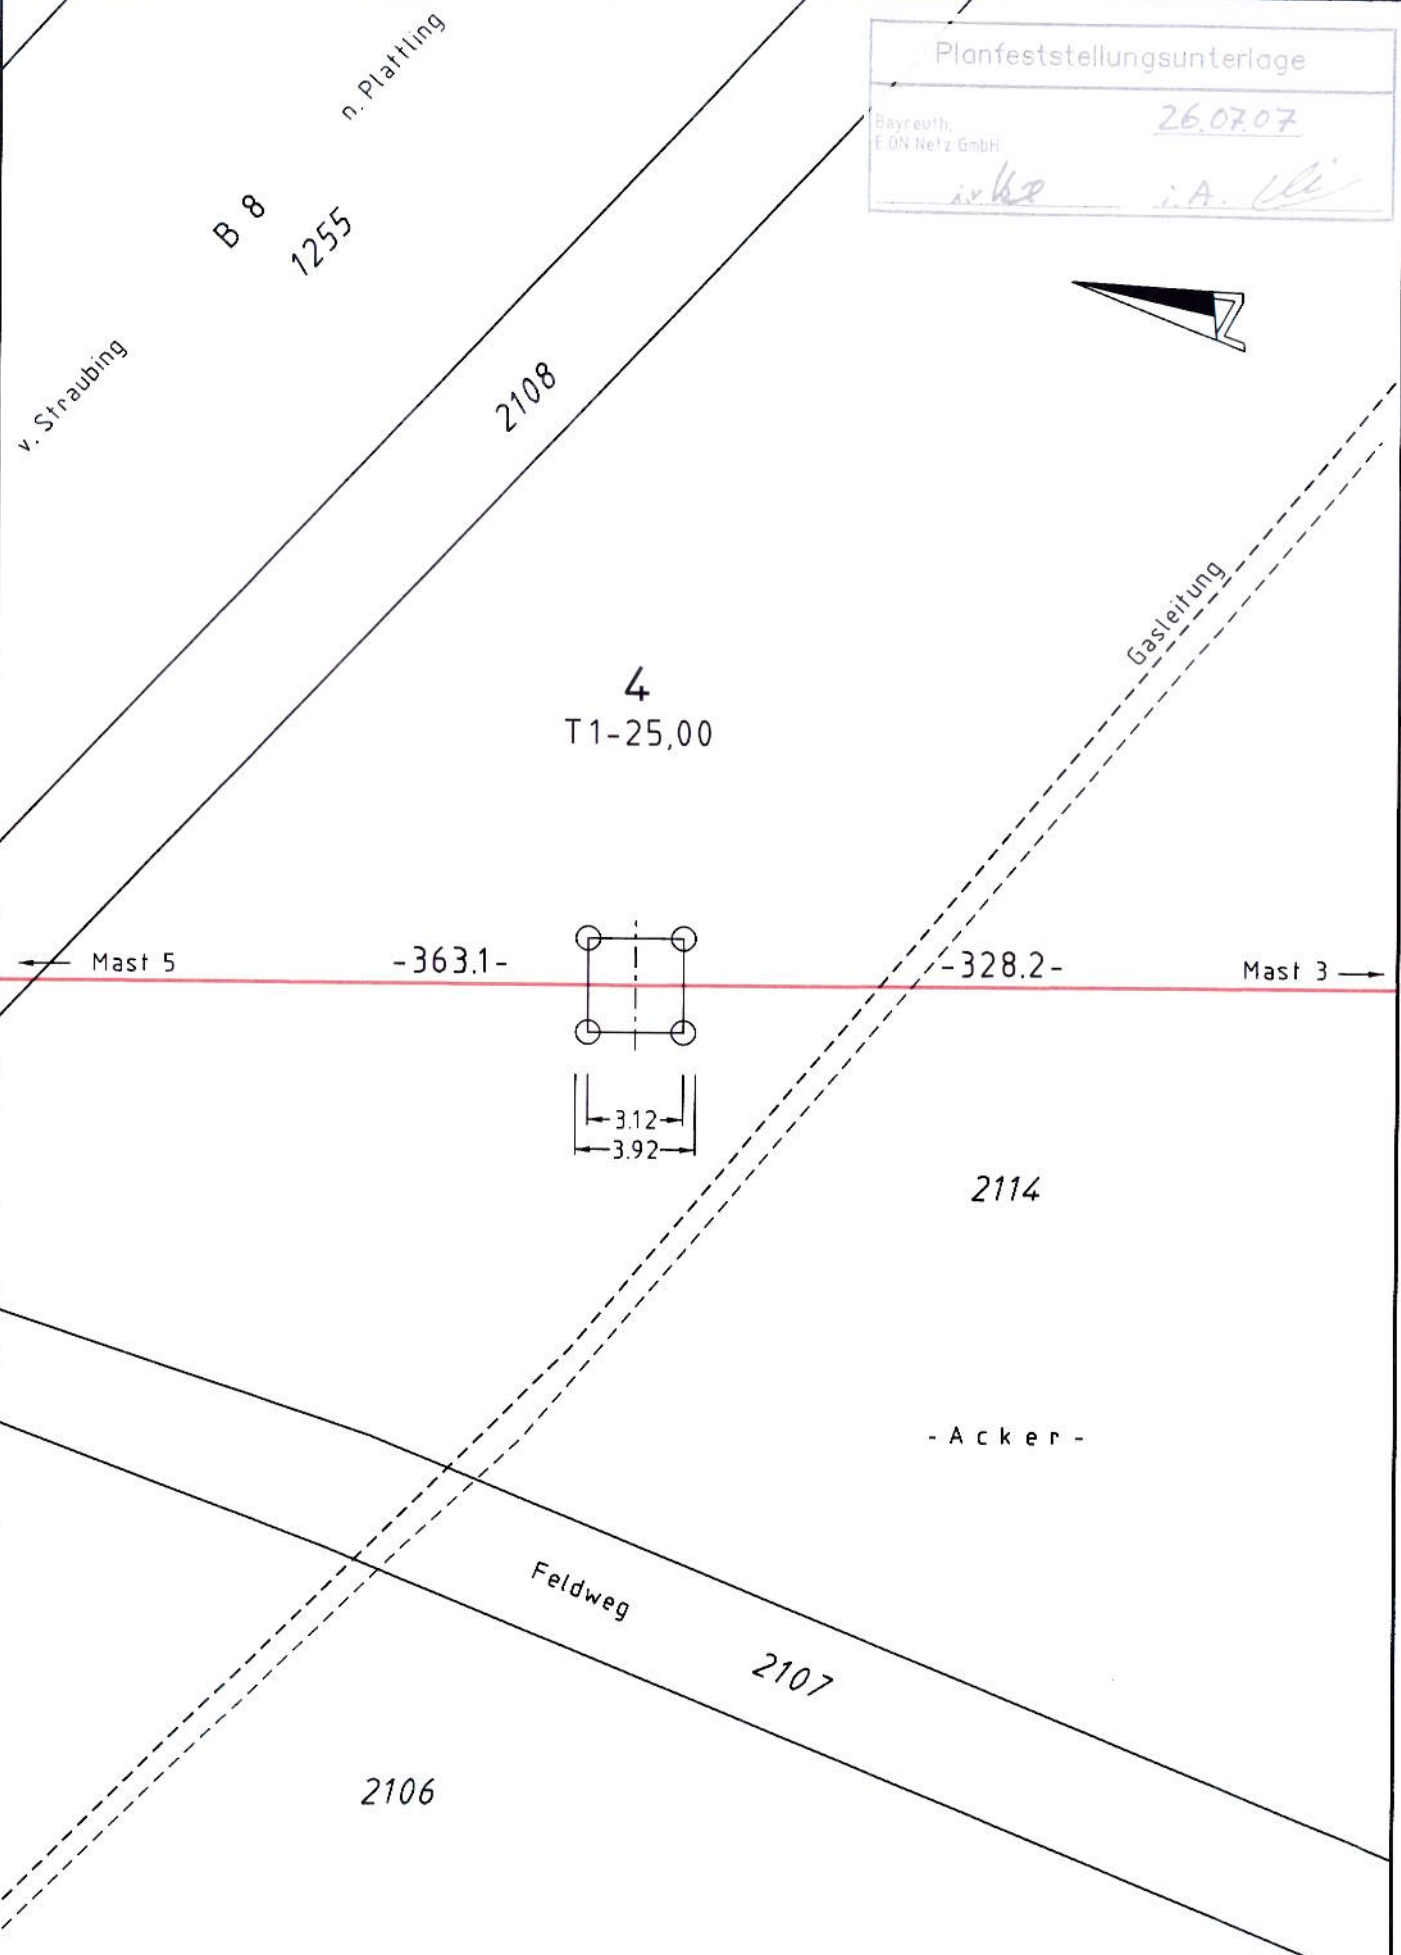 n. Plattling
Planfeststellungsunterlage
Bayreuth,
E.ON Netz GmbH
26.07.07
i.v.
i.A.
B 8
1255
N
v. Straubing
2108
Gasleitung
4
T1-25,00
Mast 5
-363.1-
-328.2-
Mast 3
3.12
3.92
2114
- A c k e r -
Feldweg
2107
2106